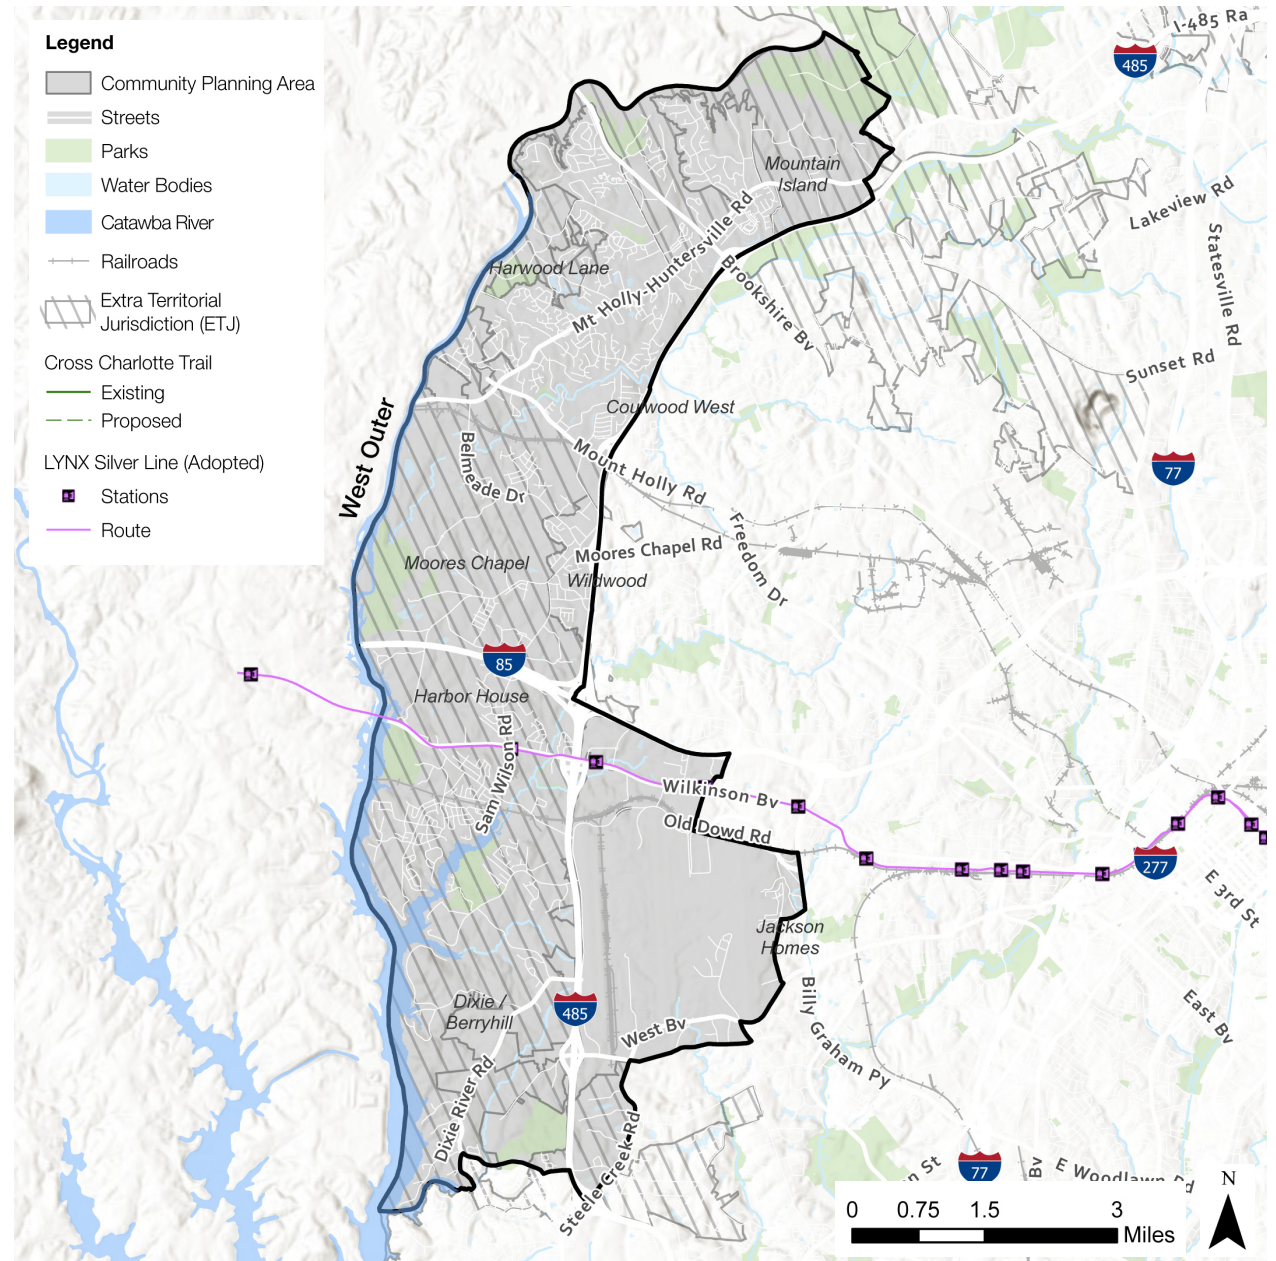 Legend
Community Planning Area
Streets
Parks
Water Bodies
Catawba River
Railroads
Extra Territorial
Jurisdiction (ETJ)
Cross Charlotte Trail
Existing
Proposed
LYNX Silver Line (Adopted)
Stations
Route
I-485 Ra
485
Mountain
Island
Lakeview Rd
Statesville Rd
Harwood Lane
Mt Holly-Huntersville Rd
Brookshire Bv
Sunset Rd
Coulwood West
West Outer
Belmeade Dr
Mount Holly Rd
77
Freedom Dr
Moores Chapel Rd
Moores Chapel
Wildwood
85
Harbor House
Sam Wilson Rd
Wilkinson Bv
Old Dowd Rd
277
E 3rd St
Jackson
Homes
Dixie /
Berryhill
485
West Bv
Billy Graham Py
East Bv
Dixie River Rd
Steele Creek Rd
77
n St
Bv
E Woodlawn Rd
N
0 0.75 1.5 3
Miles